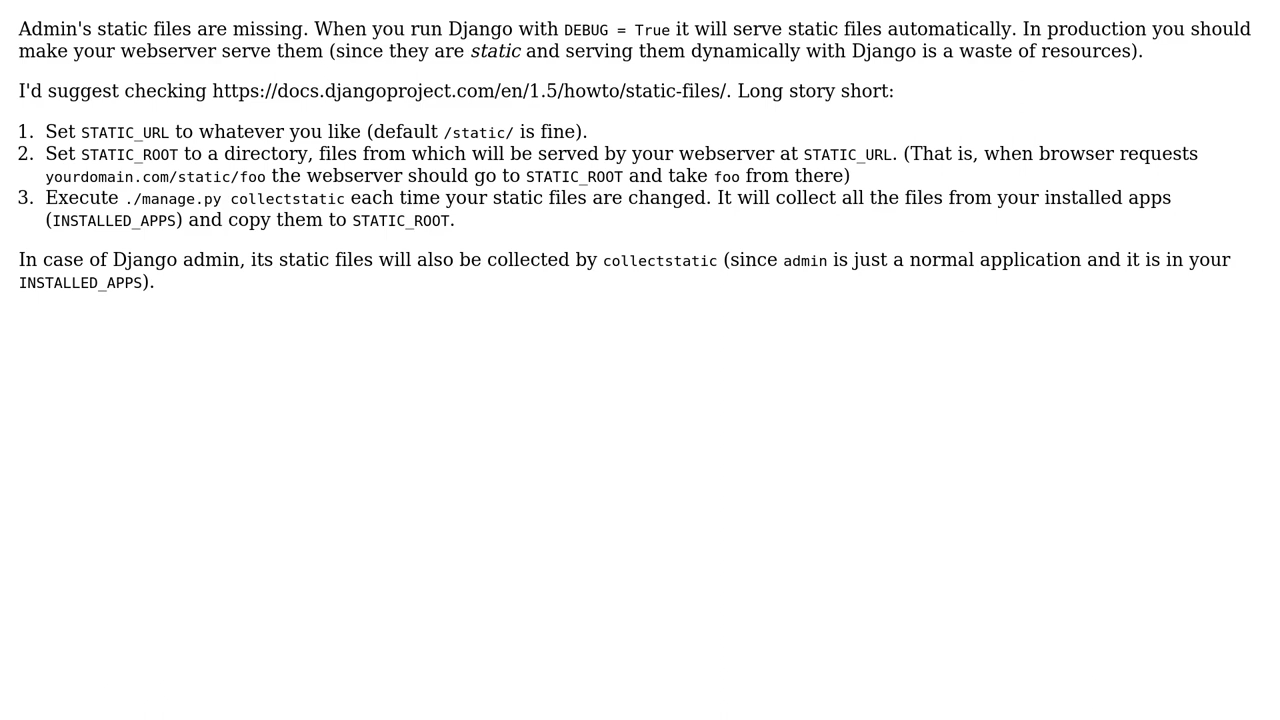 Admin's static files are missing. When you run Django with DEBUG = True it will serve static files automatically. In production you should
make your webserver serve them (since they are static and serving them dynamically with Django is a waste of resources).
I'd suggest checking https://docs.djangoproject.com/en/1.5/howto/static-files/. Long story short:
1. Set STATIC_URL to whatever you like (default /static/ is fine).
2. Set STATIC_ROOT to a directory, files from which will be served by your webserver at STATIC_URL. (That is, when browser requests
yourdomain.com/static/foo the webserver should go to STATIC_ROOT and take foo from there)
3. Execute ./manage.py collectstatic each time your static files are changed. It will collect all the files from your installed apps
(INSTALLED_APPS) and copy them to STATIC_ROOT.
In case of Django admin, its static files will also be collected by collectstatic (since admin is just a normal application and it is in your
INSTALLED_APPS).